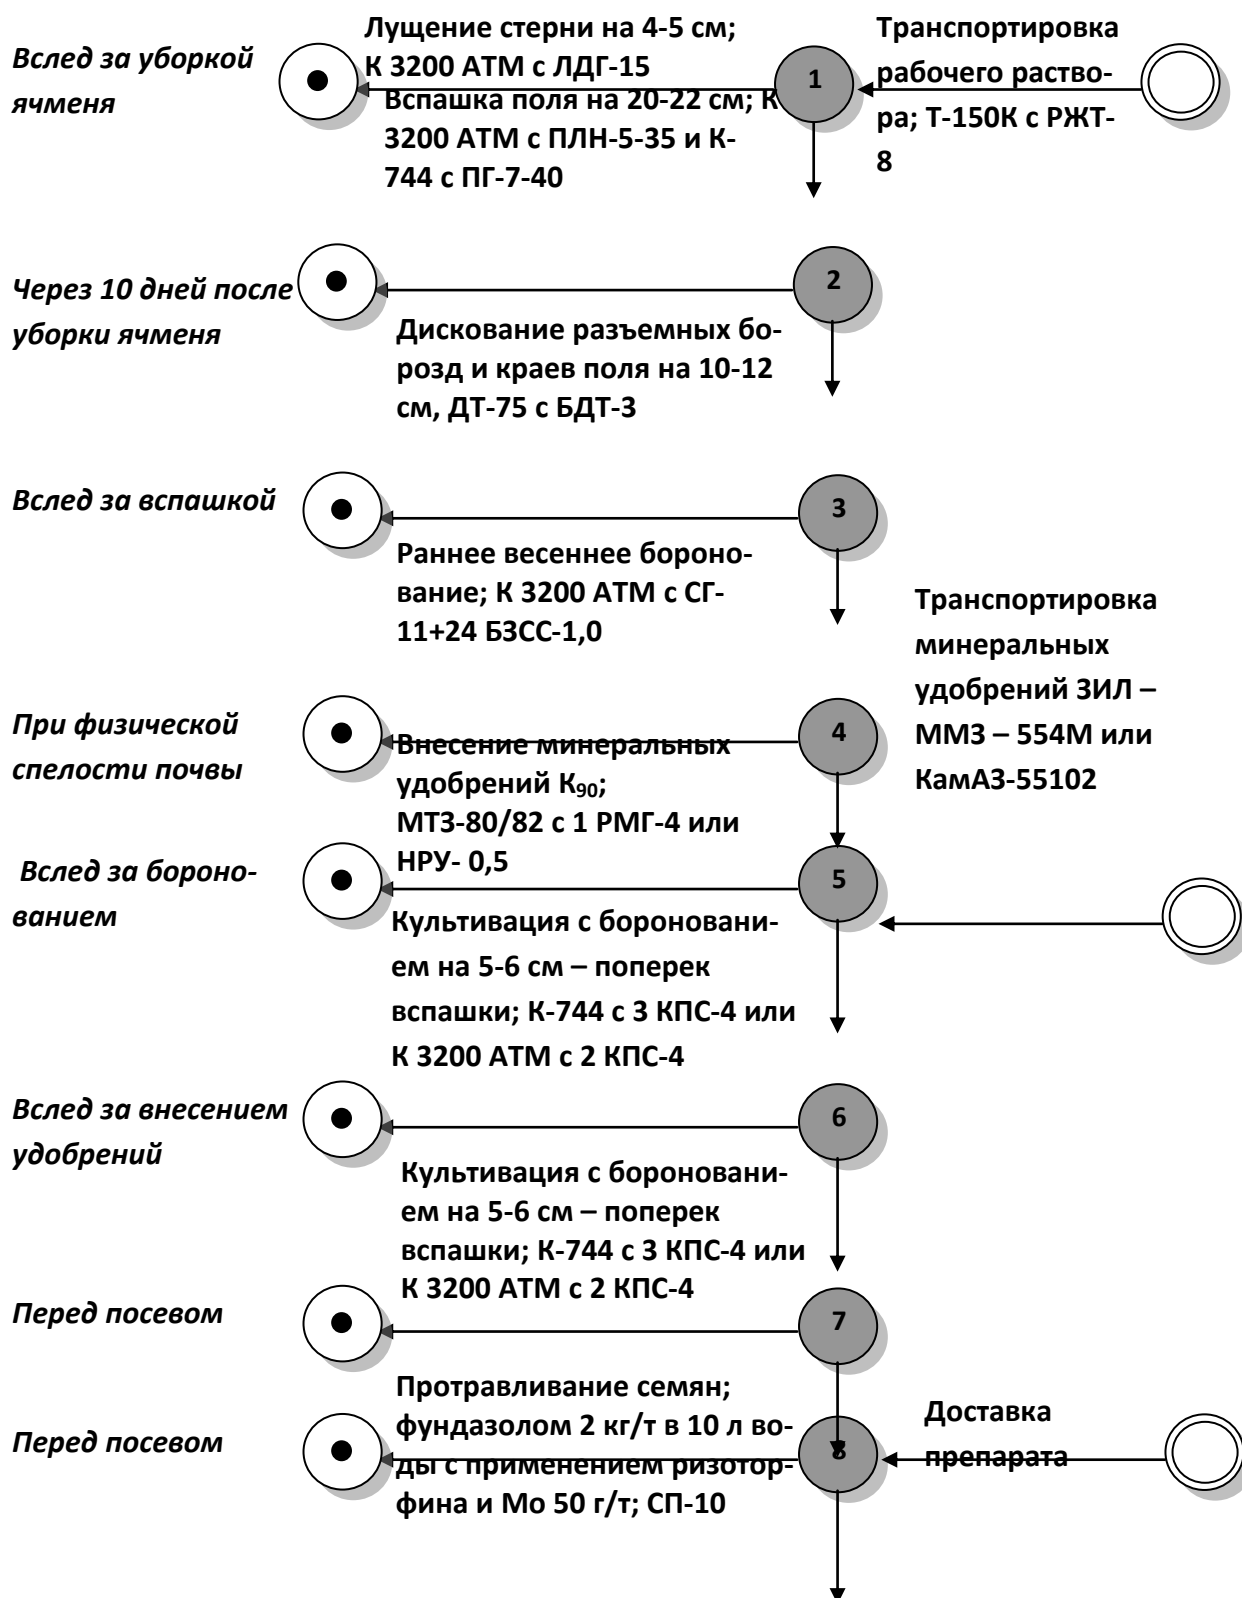 Вслед за уборкой
ячменя
Лущение стерни на 4-5 см;
К 3200 АТМ с ЛДГ-15
Вспашка поля на 20-22 см; К
3200 АТМ с ПЛН-5-35 и К-
744 с ПГ-7-40
1
Транспортировка
рабочего раство-
ра; Т-150К с РЖТ-
8
Через 10 дней после
уборки ячменя
2
Дискование разъемных бо-
розд и краев поля на 10-12
см, ДТ-75 с БДТ-3
Вслед за вспашкой
3
Раннее весеннее бороно-
вание; К 3200 АТМ с СГ-
11+24 БЗСС-1,0
Транспортировка
минеральных
удобрений ЗИЛ –
ММЗ – 554М или
КамАЗ-55102
При физической
спелости почвы
4
Внесение минеральных
удобрений К₉₀;
МТЗ-80/82 с 1 РМГ-4 или
НРУ- 0,5
Вслед за бороно-
ванием
5
Культивация с бороновани-
ем на 5-6 см – поперек
вспашки; К-744 с 3 КПС-4 или
К 3200 АТМ с 2 КПС-4
Вслед за внесением
удобрений
6
Культивация с бороновани-
ем на 5-6 см – поперек
вспашки; К-744 с 3 КПС-4 или
К 3200 АТМ с 2 КПС-4
Перед посевом
7
Протравливание семян;
фундазолом 2 кг/т в 10 л во-
ды с применением ризотор-
фина и Мо 50 г/т; СП-10
Перед посевом
8
Доставка
препарата